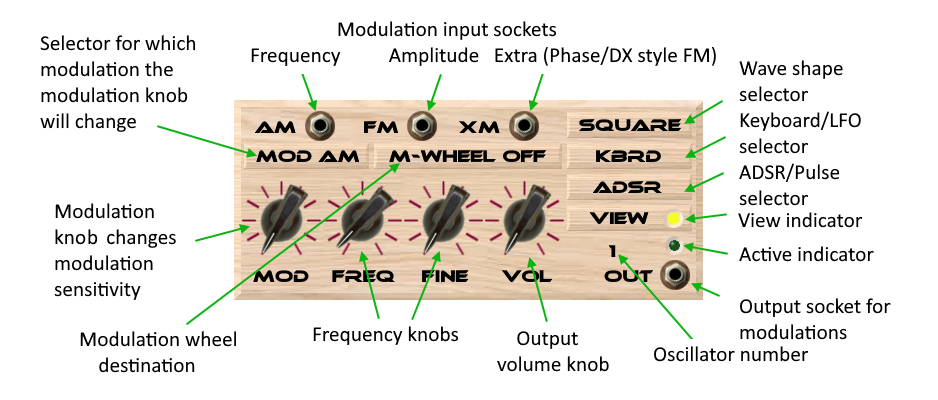 Modulation input sockets
Frequency
Amplitude
Extra (Phase/DX style FM)
Selector for which
modulation the
modulation knob
will change
Wave shape
selector
Keyboard/LFO
selector
ADSR/Pulse
selector
View indicator
Active indicator
AM
FM
XM
SQUARE
MOD AM
M-WHEEL OFF
KBRD
ADSR
VIEW
1
MOD
FREQ
FINE
VOL
OUT
Modulation
knob changes
modulation
sensitivity
Modulation wheel
destination
Frequency knobs
Output
volume knob
Output socket for
modulations
Oscillator number